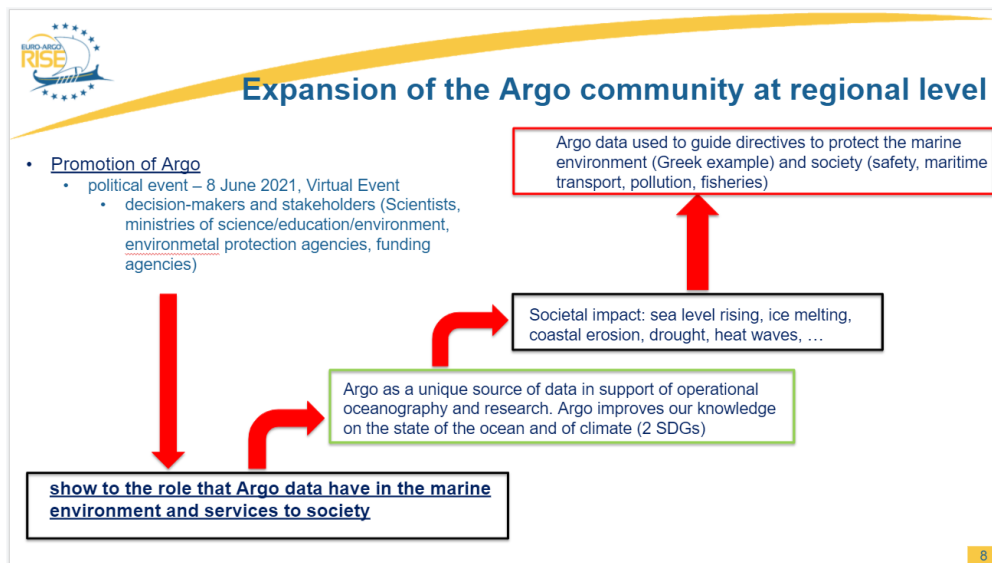 EURO-ARGO
RISE
Expansion of the Argo community at regional level
• Promotion of Argo
• political event – 8 June 2021, Virtual Event
• decision-makers and stakeholders (Scientists,
ministries of science/education/environment,
environmetal protection agencies, funding
agencies)
Argo data used to guide directives to protect the marine
environment (Greek example) and society (safety, maritime
transport, pollution, fisheries)
Societal impact: sea level rising, ice melting,
coastal erosion, drought, heat waves, …
Argo as a unique source of data in support of operational
oceanography and research. Argo improves our knowledge
on the state of the ocean and of climate (2 SDGs)
show to the role that Argo data have in the marine
environment and services to society
8